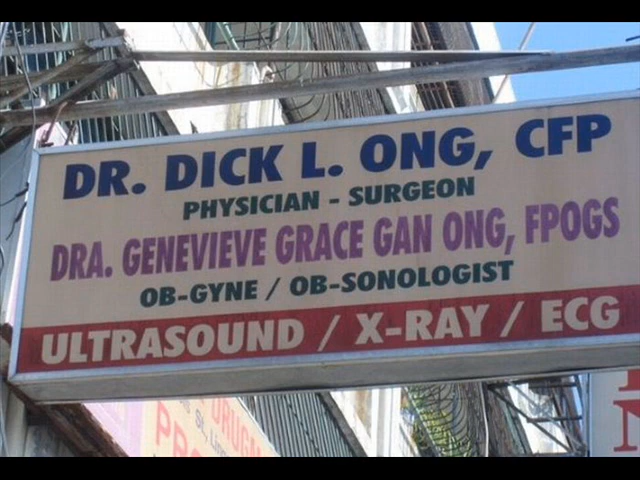 DR. DICK L. ONG, CFP
PHYSICIAN - SURGEON
DRA. GENEVIEVE GRACE GAN ONG, FPOGS
OB-GYNE / OB-SONOLOGIST
ULTRASOUND / X-RAY / ECG